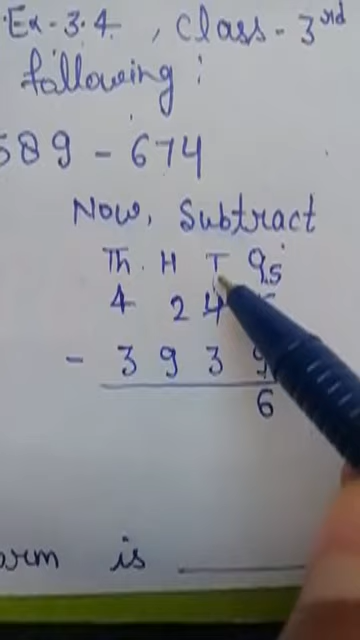 Ex-3.4, Class-3rd
following:
589 - 674
Now, Subtract
Th. H T
4 2 4
- 3 9 3 9
6
is